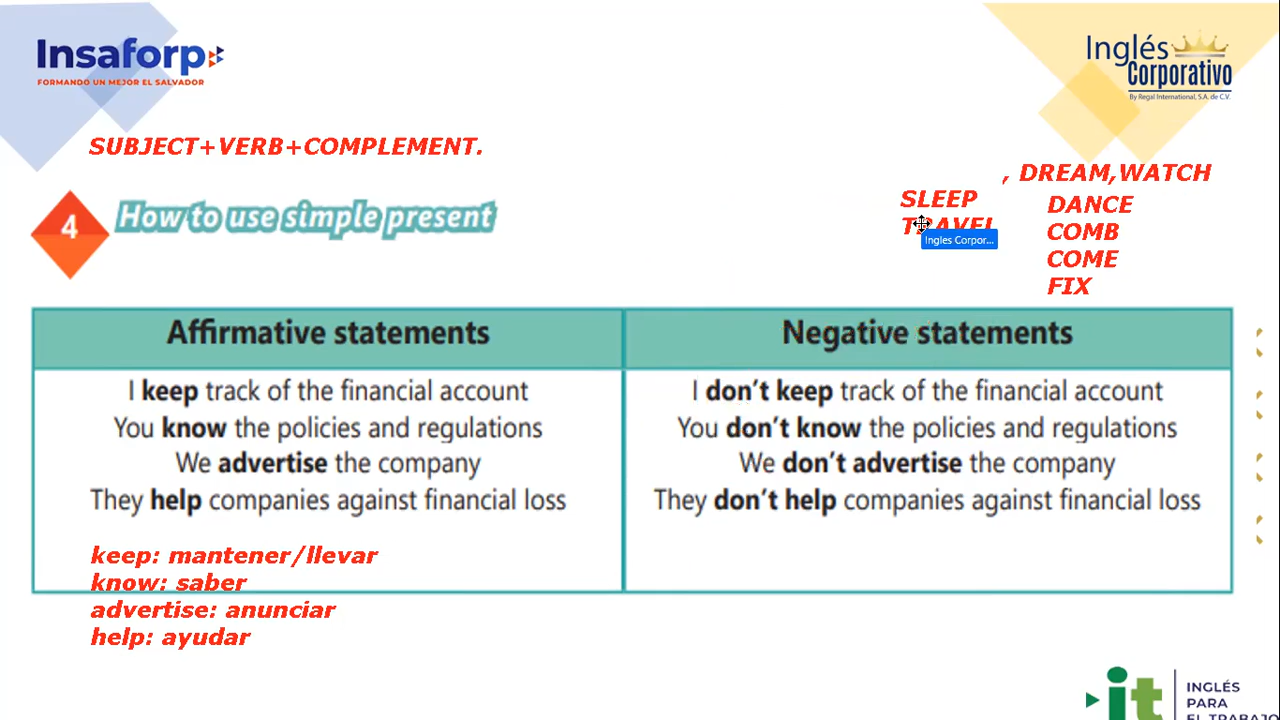 Insaforp
FORMANDO UN MEJOR EL SALVADOR
Inglés
Corporativo
By Regal International, S.A. de C.V.
SUBJECT+VERB+COMPLEMENT.
, DREAM,WATCH
SLEEP
DANCE
TRAVEL
COMB
Ingles Corpor...
COME
FIX
4
How to use simple present
Affirmative statements
I keep track of the financial account
You know the policies and regulations
We advertise the company
They help companies against financial loss
Negative statements
I don't keep track of the financial account
You don't know the policies and regulations
We don't advertise the company
They don't help companies against financial loss
keep: mantener/llevar
know: saber
advertise: anunciar
help: ayudar
it
INGLÉS
PARA
EL TRABAJO